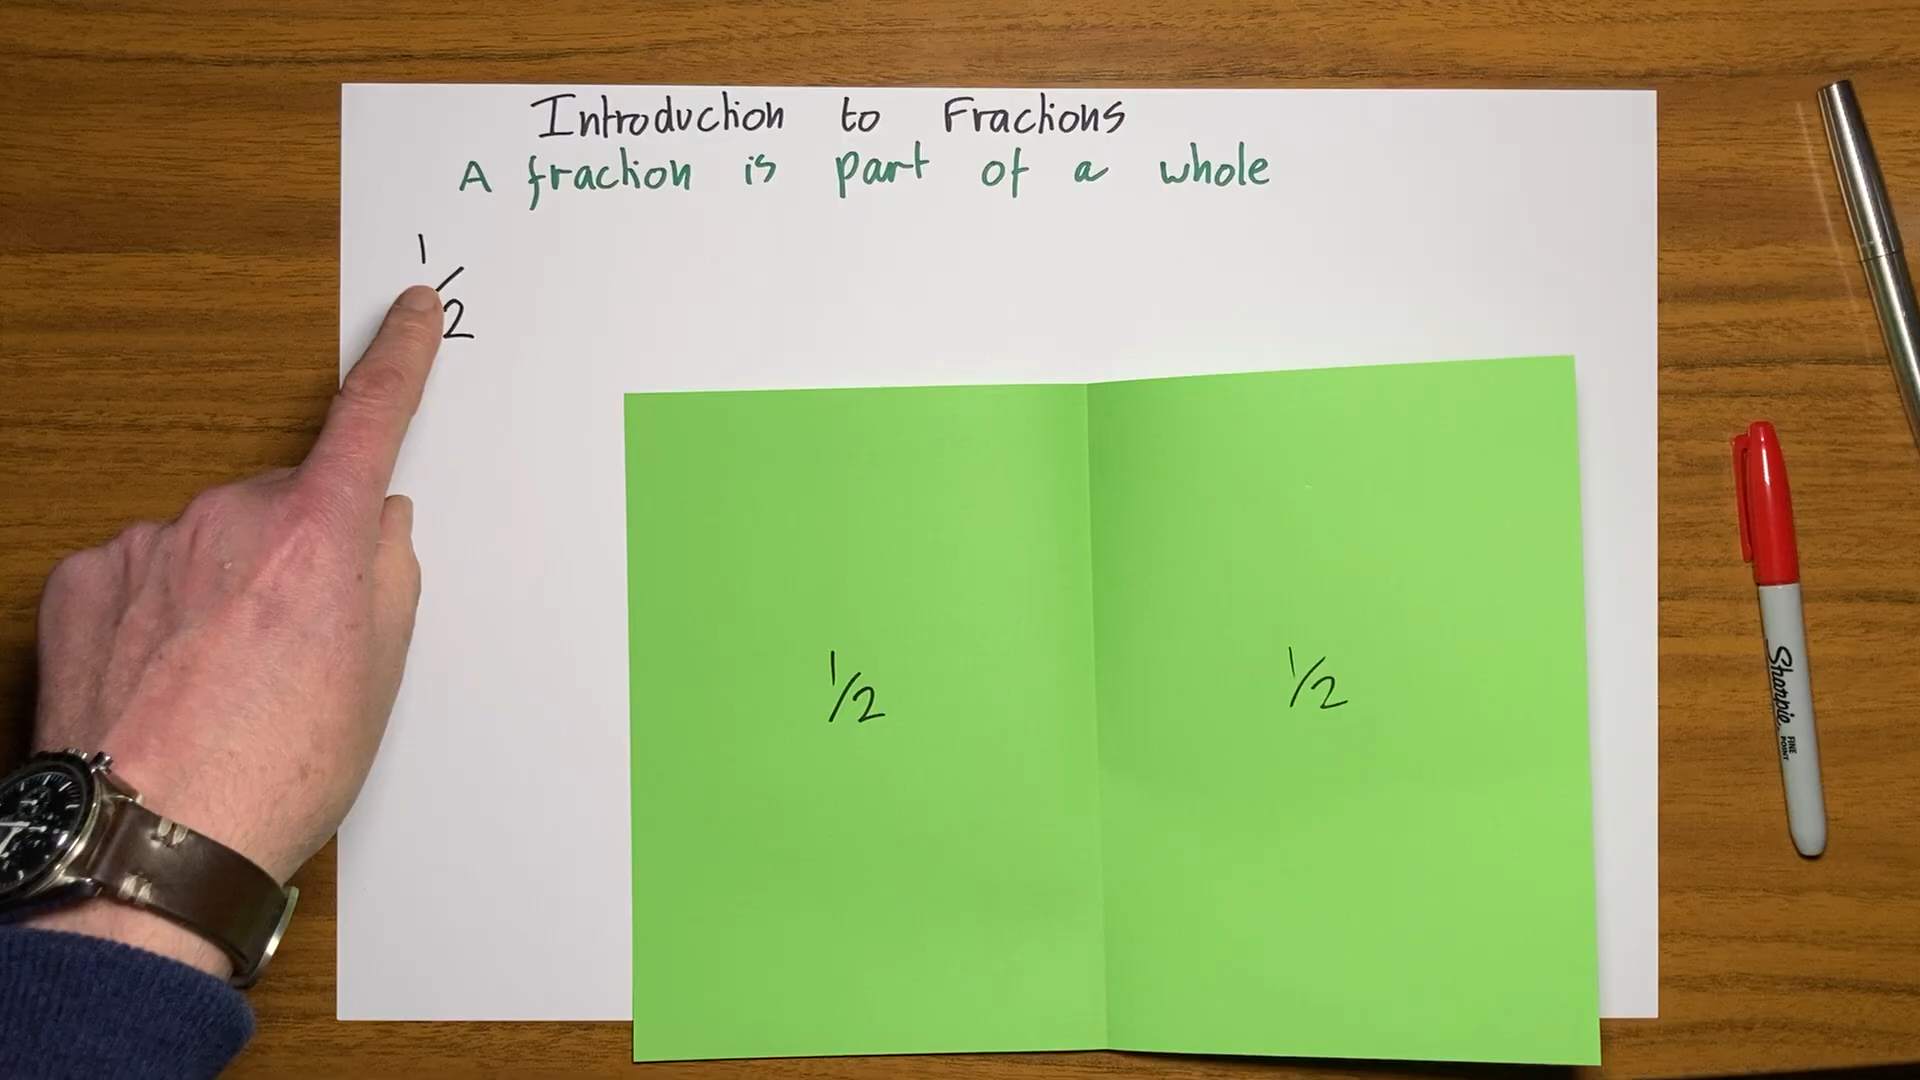 Introduction to Fractions
A fraction is part of a whole
1/2
1/2
1/2
Sharpie
FINE POINT